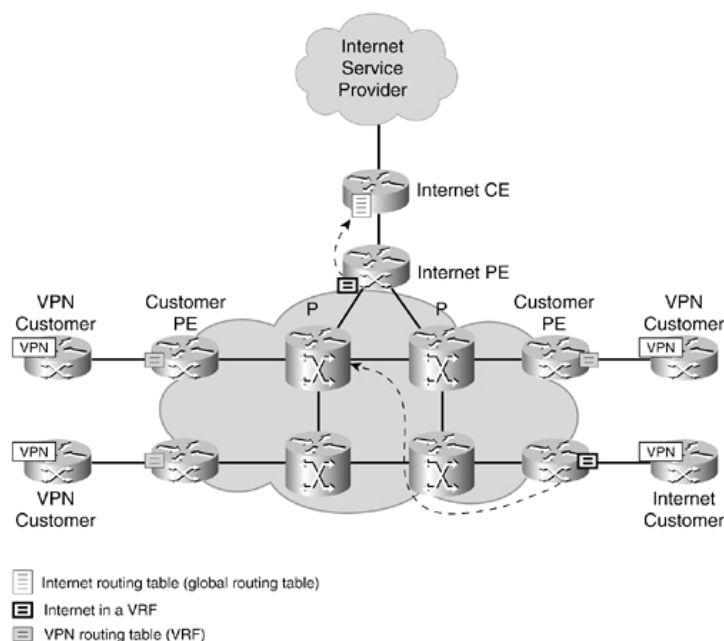 Internet
Service
Provider
Internet CE
Internet PE
VPN
Customer
Customer
PE
P
P
Customer
PE
VPN
Customer
VPN
VPN
VPN
VPN
VPN
Customer
Internet
Customer
Internet routing table (global routing table)
Internet in a VRF
VPN routing table (VRF)